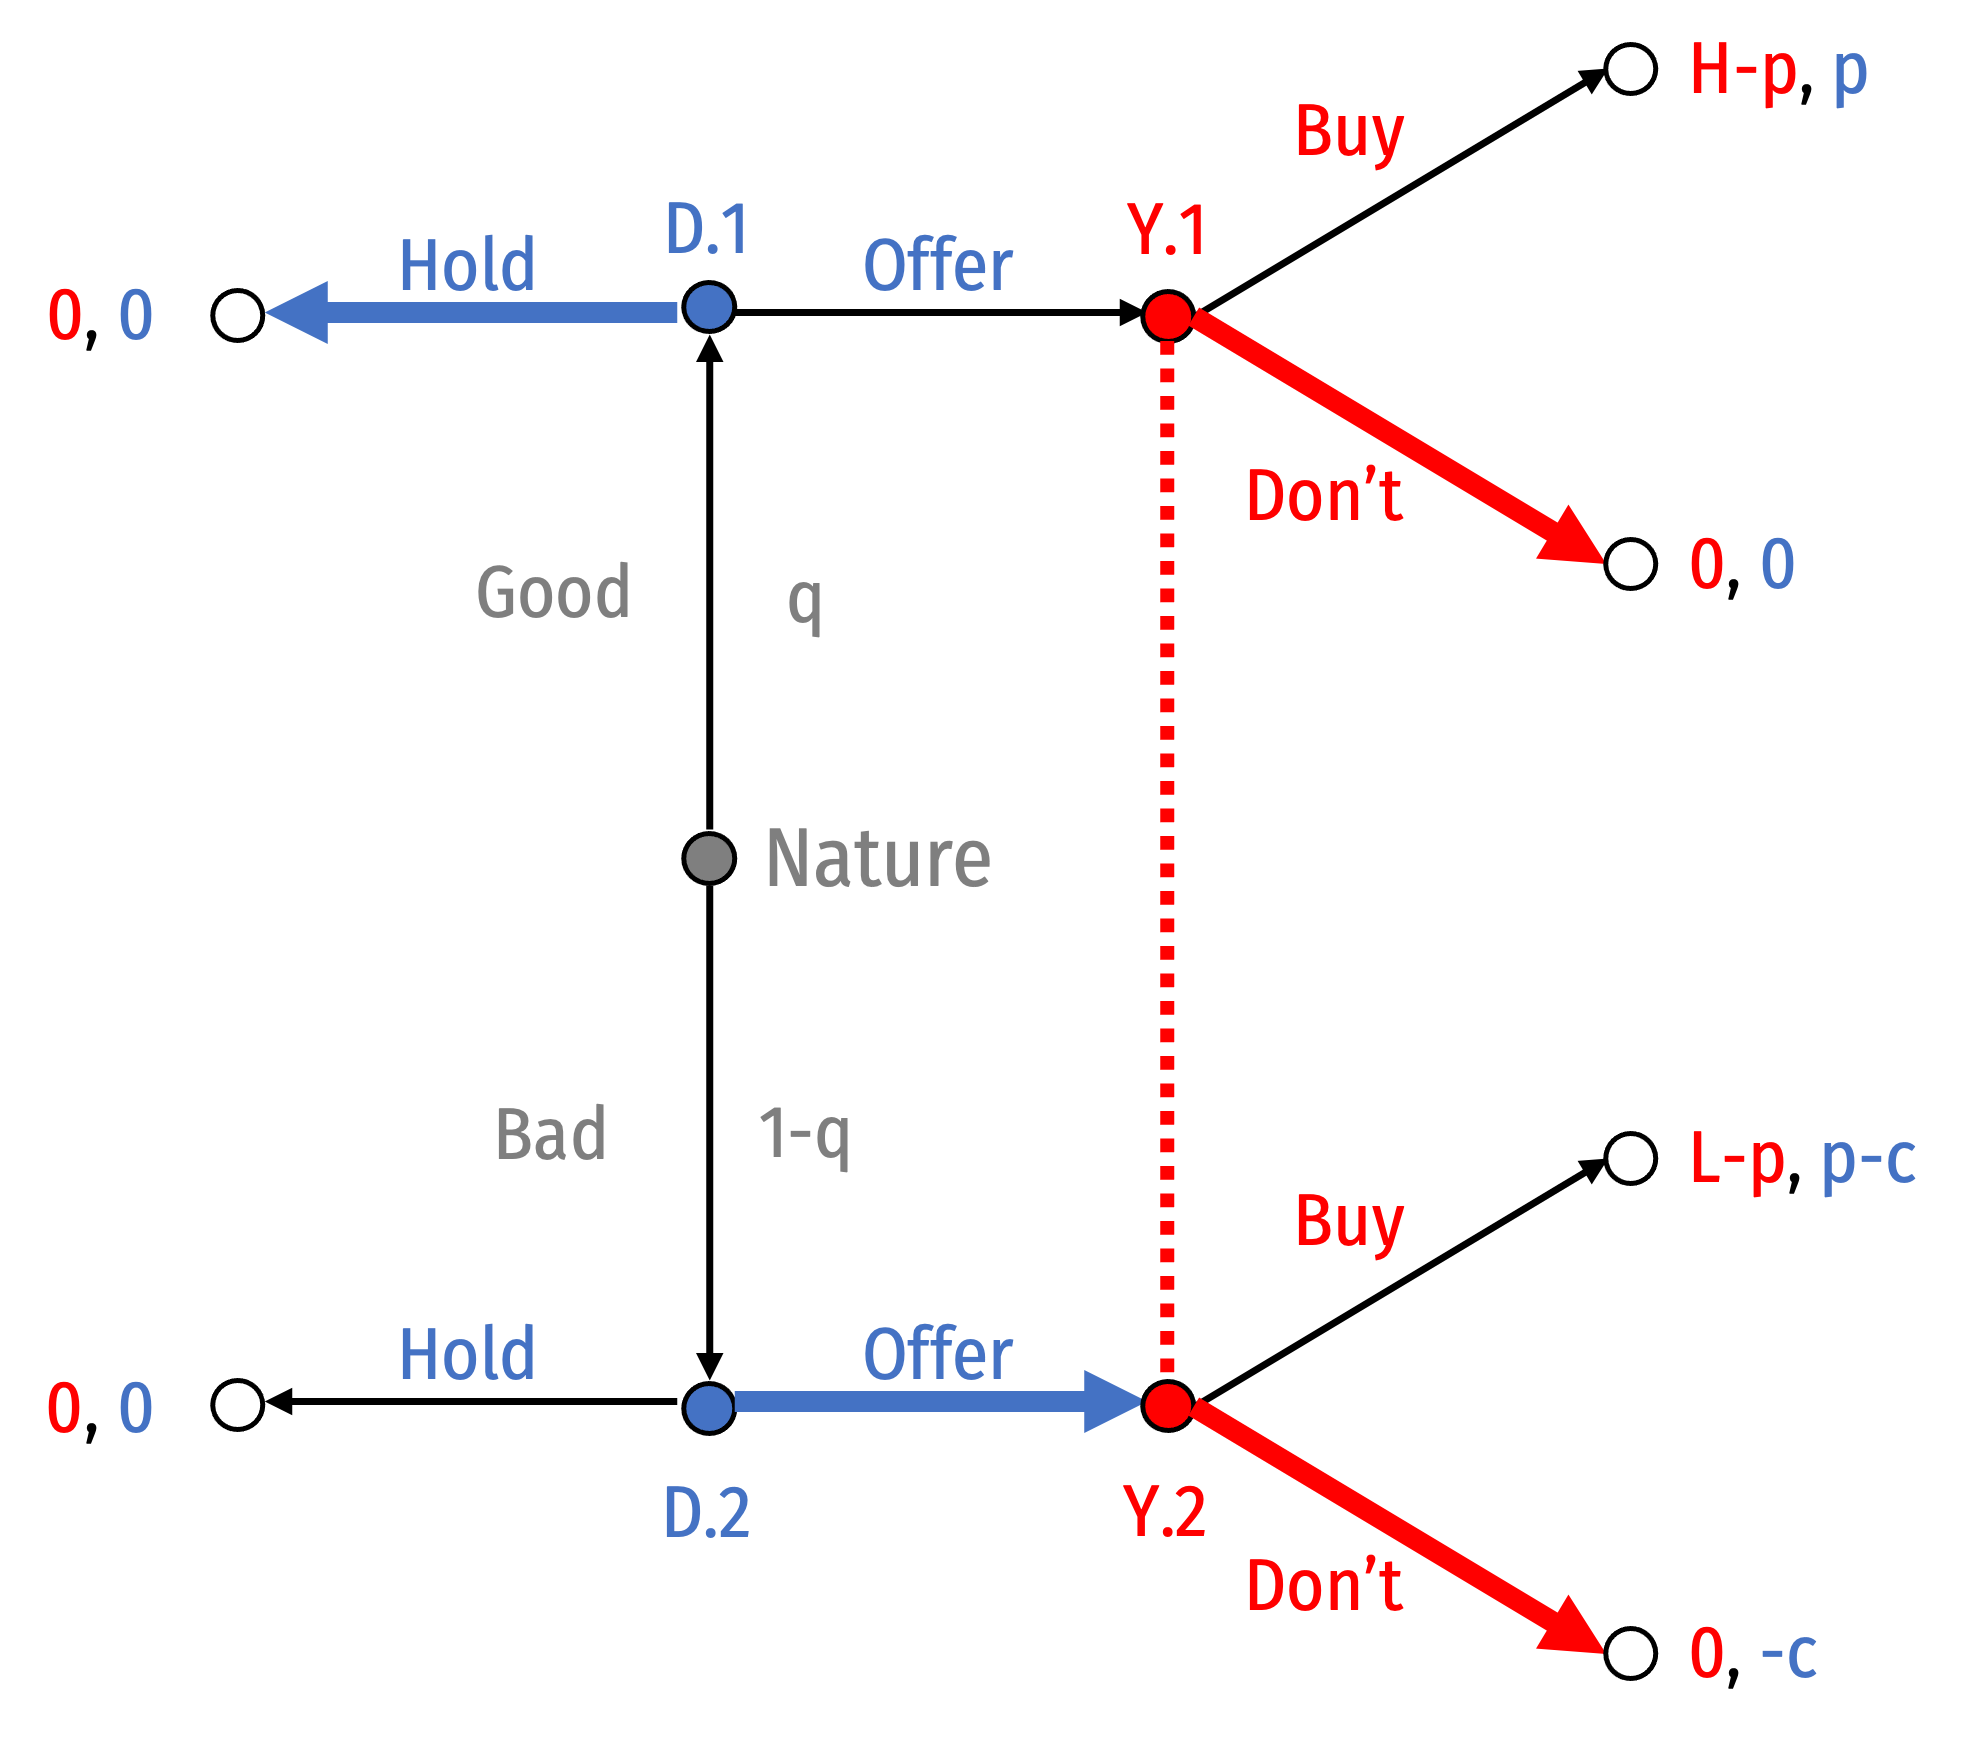 H-p, p
Buy
D.1
Y.1
Hold
Offer
0, 0
Don't
0, 0
Good
q
Nature
Bad
1-q
L-p, p-c
Buy
Hold
Offer
0, 0
D.2
Y.2
Don't
0, -c